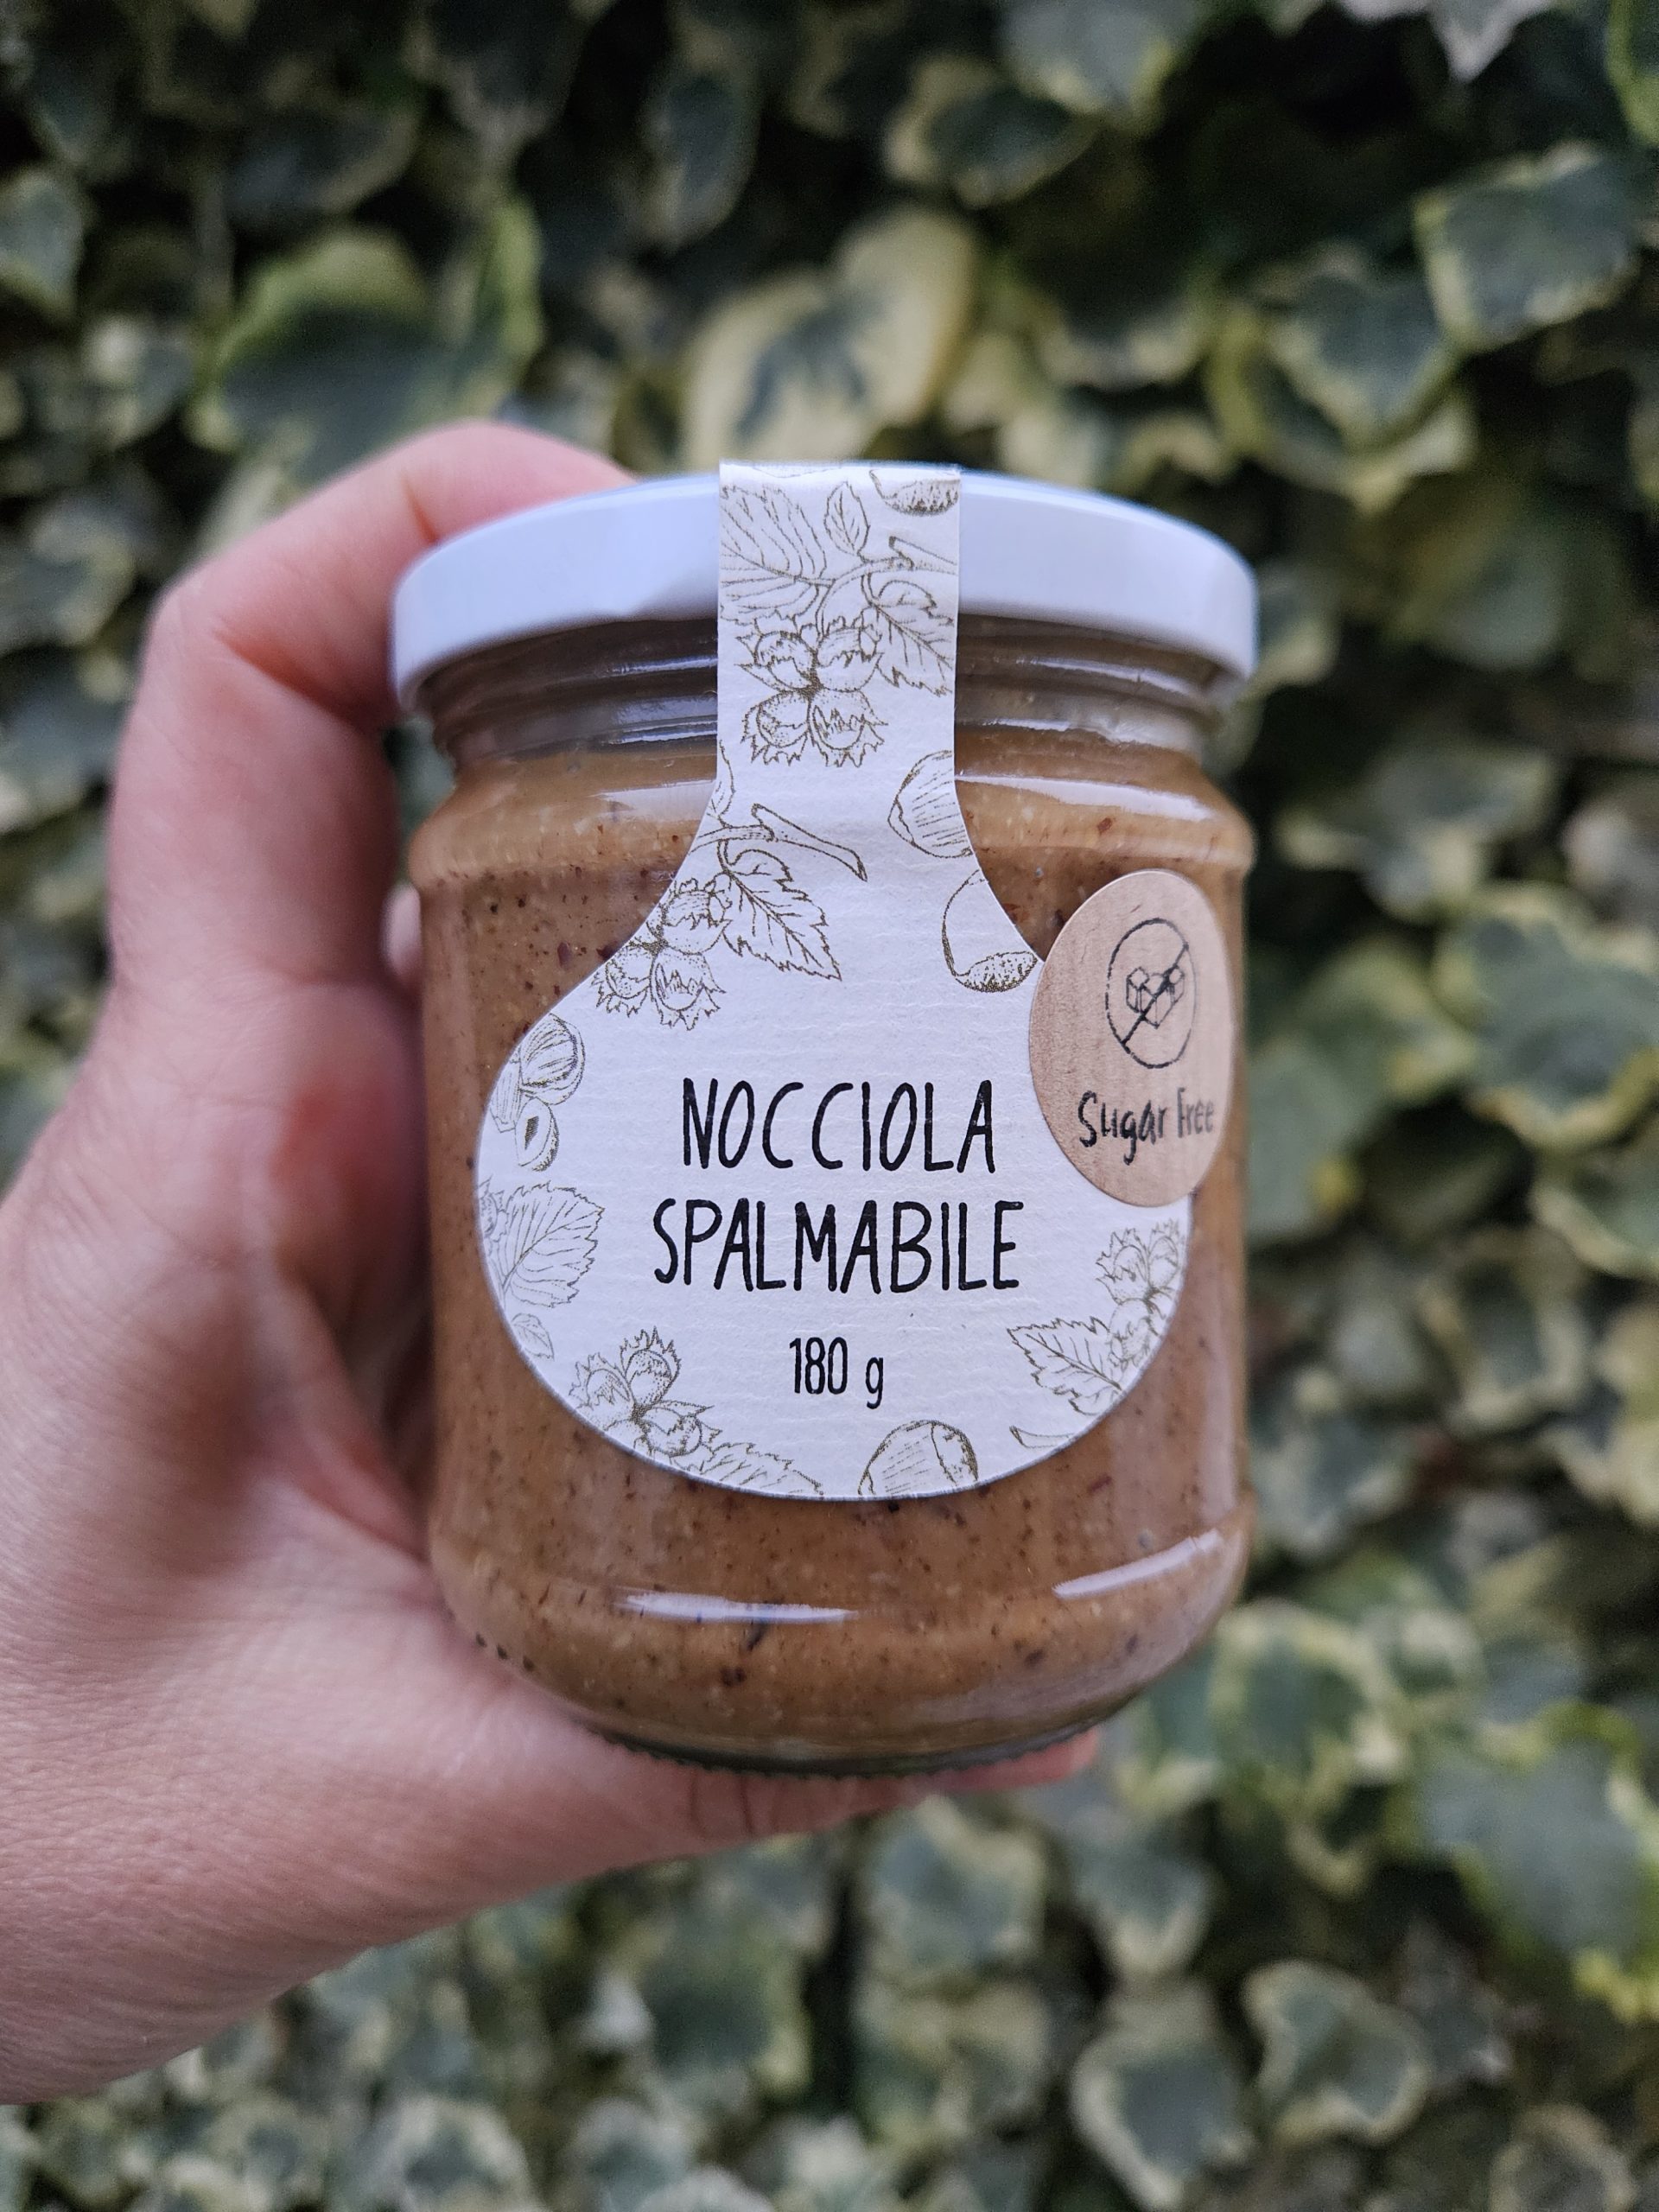 NOCCIOLA
SPALMABILE
180 g
Sugar Free